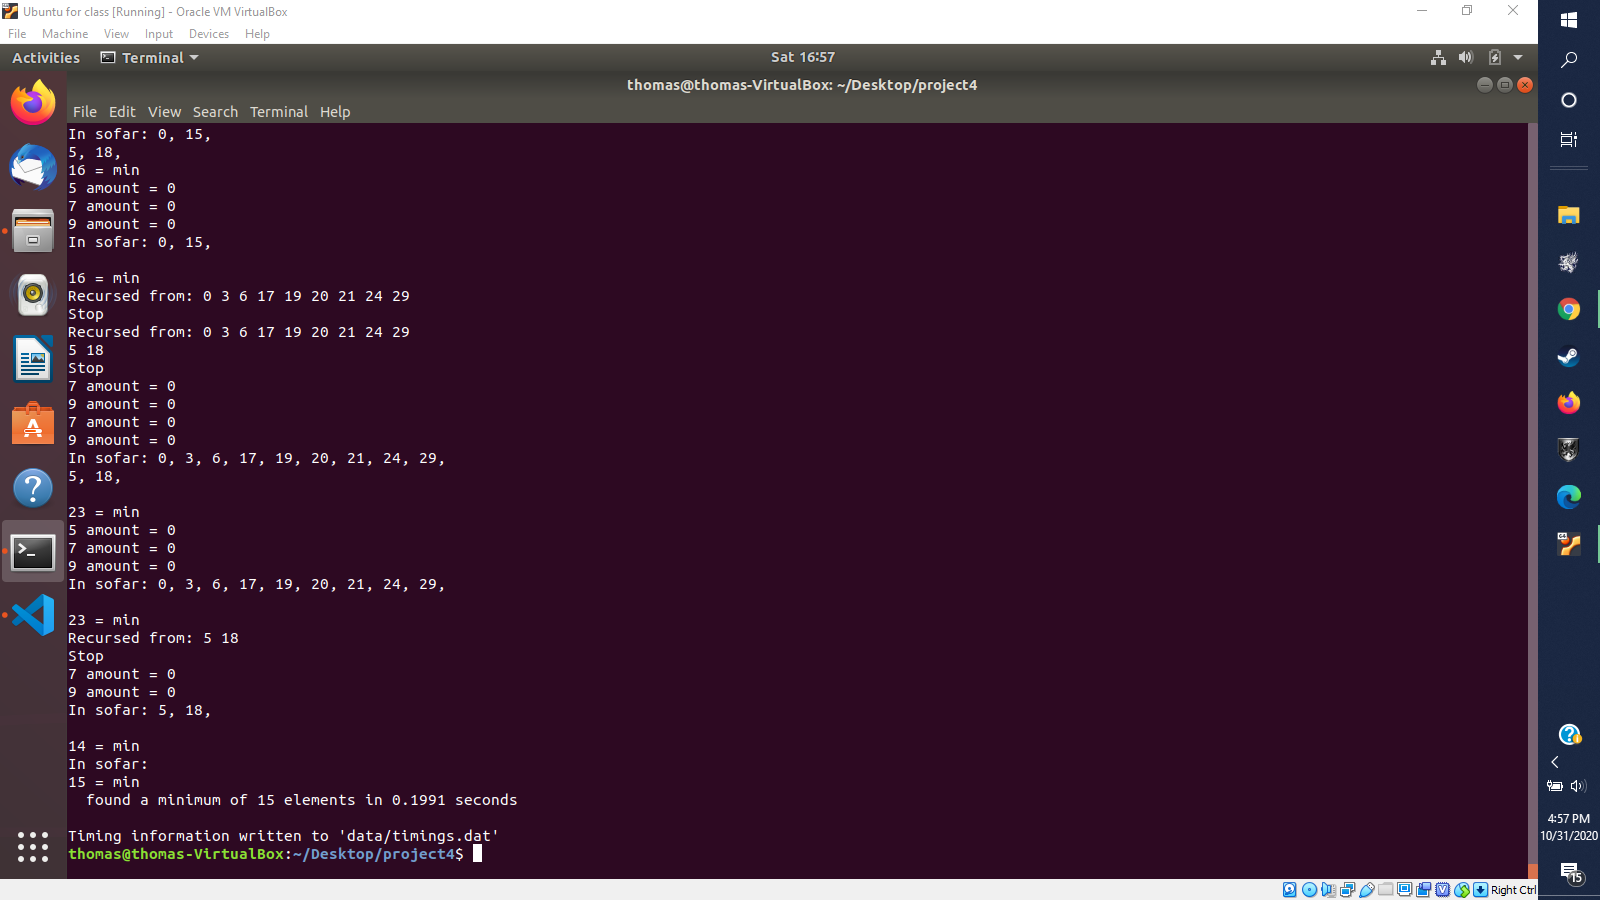 Ubuntu for class [Running] - Oracle VM VirtualBox
File Machine View Input Devices Help
Activities Terminal Sat 16:57
thomas@thomas-VirtualBox: ~/Desktop/project4
File Edit View Search Terminal Help
In sofar: 0, 15,
5, 18,
16 = min
5 amount = 0
7 amount = 0
9 amount = 0
In sofar: 0, 15,
16 = min
Recursed from: 0 3 6 17 19 20 21 24 29
Stop
Recursed from: 0 3 6 17 19 20 21 24 29
5 18
Stop
7 amount = 0
9 amount = 0
7 amount = 0
9 amount = 0
In sofar: 0, 3, 6, 17, 19, 20, 21, 24, 29,
5, 18,
23 = min
5 amount = 0
7 amount = 0
9 amount = 0
In sofar: 0, 3, 6, 17, 19, 20, 21, 24, 29,
23 = min
Recursed from: 5 18
Stop
7 amount = 0
9 amount = 0
In sofar: 5, 18,
14 = min
In sofar:
15 = min
found a minimum of 15 elements in 0.1991 seconds
Timing information written to 'data/timings.dat'
thomas@thomas-VirtualBox:~/Desktop/project4$
4:57 PM
10/31/2020
15
Right Ctrl